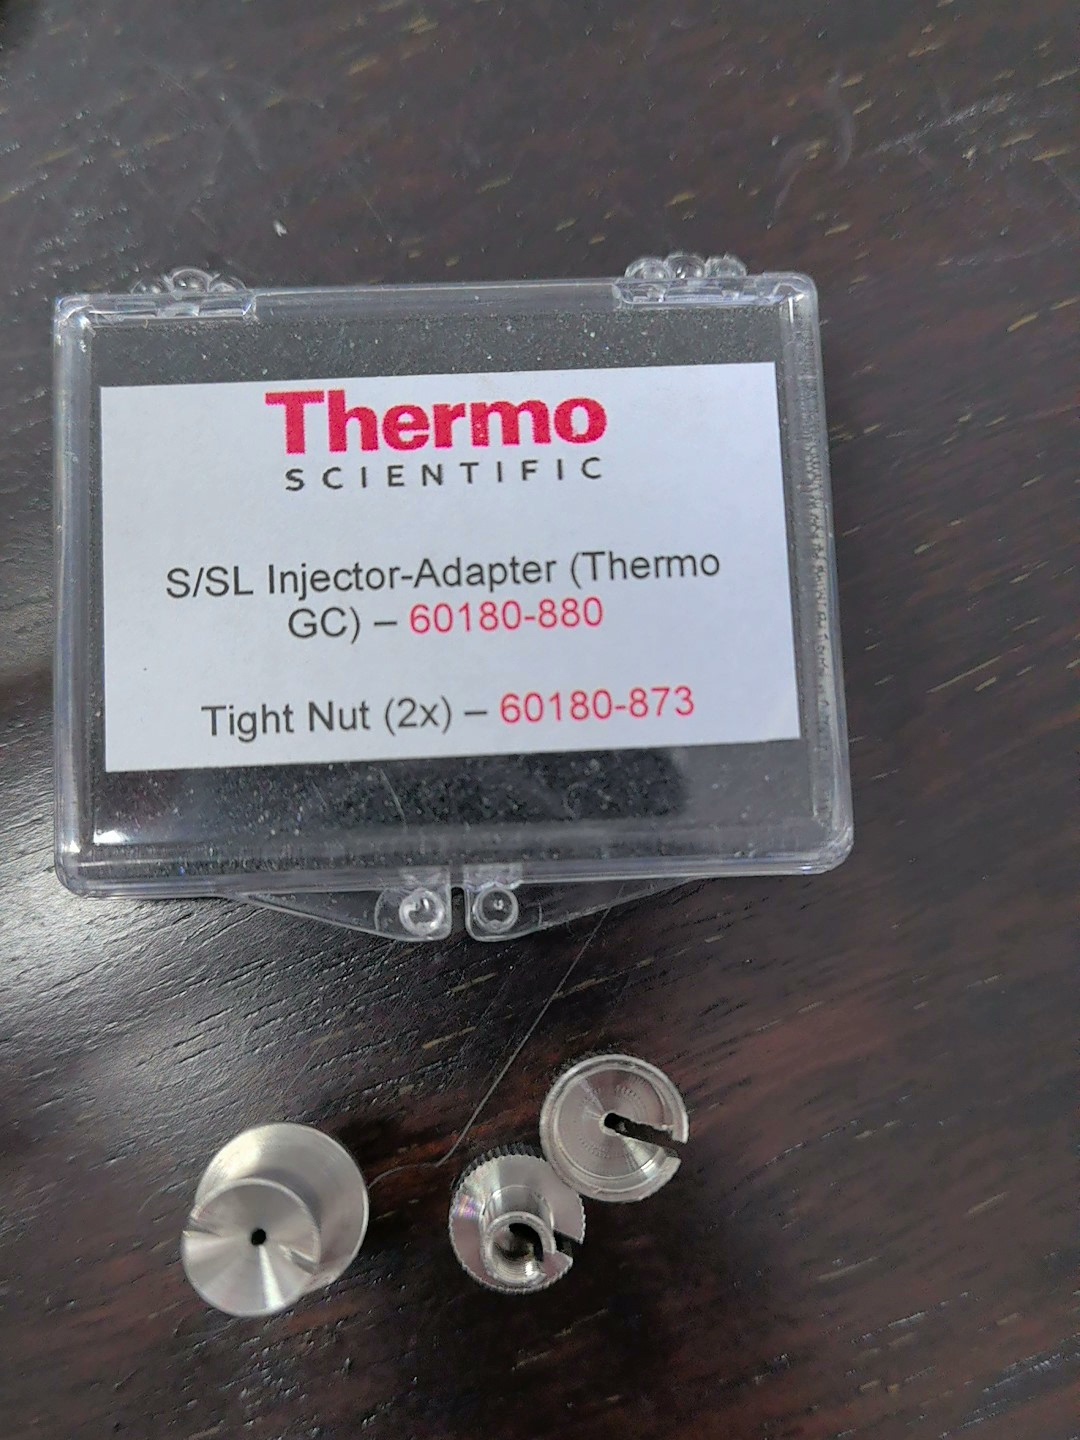 Thermo
SCIENTIFIC
S/SL Injector-Adapter (Thermo
GC) – 60180-880
Tight Nut (2x) – 60180-873